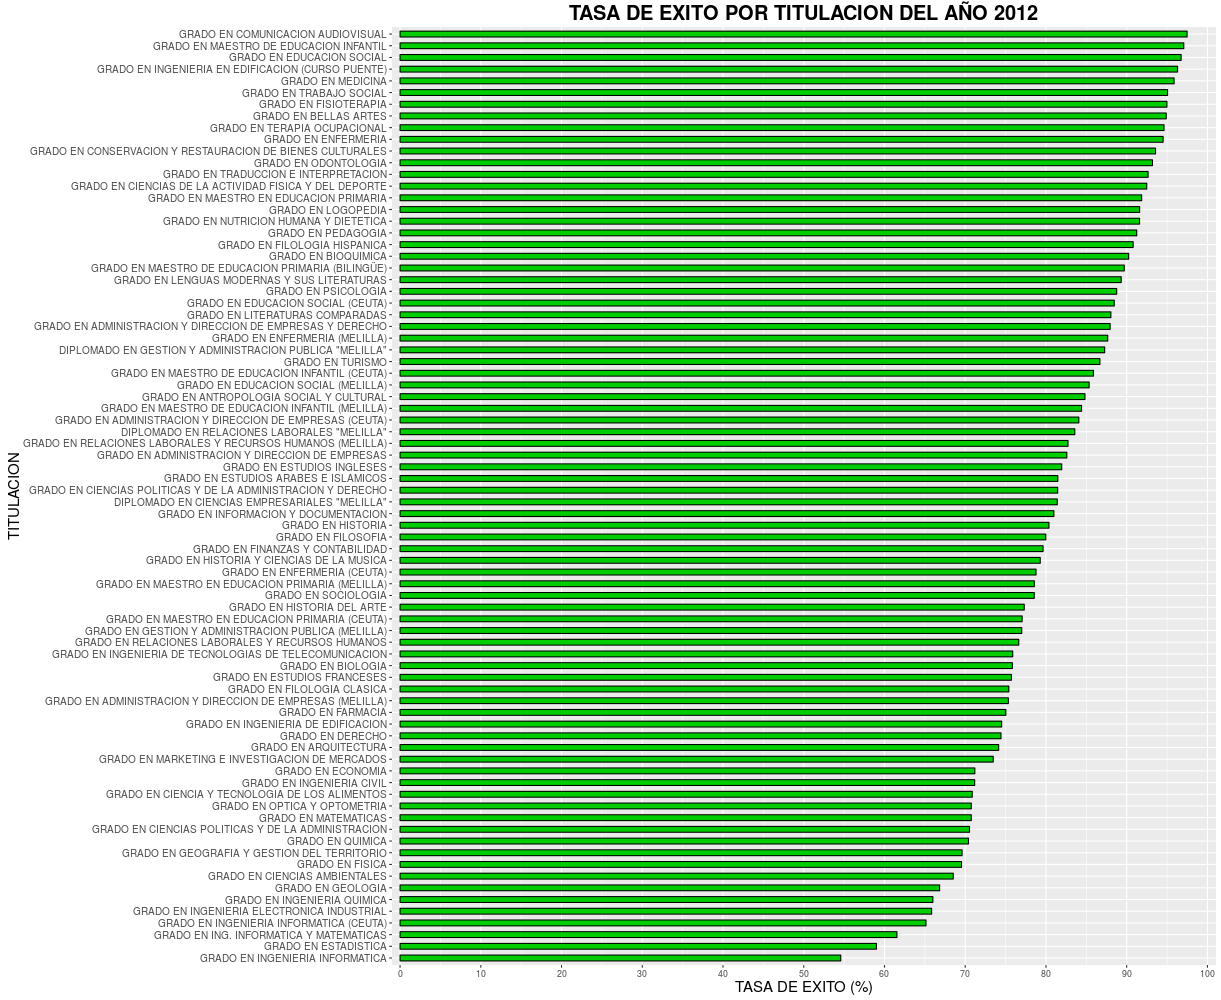 TASA DE EXITO POR TITULACION DEL AÑO 2012
GRADO EN COMUNICACION AUDIOVISUAL
GRADO EN MAESTRO DE EDUCACION INFANTIL
GRADO EN EDUCACION SOCIAL
GRADO EN INGENIERIA EN EDIFICACION (CURSO PUENTE)
GRADO EN MEDICINA
GRADO EN TRABAJO SOCIAL
GRADO EN FISIOTERAPIA
GRADO EN BELLAS ARTES
GRADO EN TERAPIA OCUPACIONAL
GRADO EN ENFERMERIA
GRADO EN CONSERVACION Y RESTAURACION DE BIENES CULTURALES
GRADO EN ODONTOLOGIA
GRADO EN TRADUCCION E INTERPRETACION
GRADO EN CIENCIAS DE LA ACTIVIDAD FISICA Y DEL DEPORTE
GRADO EN MAESTRO EN EDUCACION PRIMARIA
GRADO EN LOGOPEDIA
GRADO EN NUTRICION HUMANA Y DIETETICA
GRADO EN PEDAGOGIA
GRADO EN FILOLOGIA HISPANICA
GRADO EN BIOQUIMICA
GRADO EN MAESTRO DE EDUCACION PRIMARIA (BILINGÜE)
GRADO EN LENGUAS MODERNAS Y SUS LITERATURAS
GRADO EN PSICOLOGIA
GRADO EN EDUCACION SOCIAL (CEUTA)
GRADO EN LITERATURAS COMPARADAS
GRADO EN ADMINISTRACION Y DIRECCION DE EMPRESAS Y DERECHO
GRADO EN ENFERMERIA (MELILLA)
DIPLOMADO EN GESTION Y ADMINISTRACION PUBLICA "MELILLA"
GRADO EN TURISMO
GRADO EN MAESTRO DE EDUCACION INFANTIL (CEUTA)
GRADO EN EDUCACION SOCIAL (MELILLA)
GRADO EN ANTROPOLOGIA SOCIAL Y CULTURAL
GRADO EN MAESTRO DE EDUCACION INFANTIL (MELILLA)
GRADO EN ADMINISTRACION Y DIRECCION DE EMPRESAS (CEUTA)
DIPLOMADO EN RELACIONES LABORALES "MELILLA"
GRADO EN RELACIONES LABORALES Y RECURSOS HUMANOS (MELILLA)
GRADO EN ADMINISTRACION Y DIRECCION DE EMPRESAS
GRADO EN ESTUDIOS INGLESES
GRADO EN ESTUDIOS ARABES E ISLAMICOS
GRADO EN CIENCIAS POLITICAS Y DE LA ADMINISTRACION Y DERECHO
DIPLOMADO EN CIENCIAS EMPRESARIALES "MELILLA"
GRADO EN INFORMACION Y DOCUMENTACION
GRADO EN HISTORIA
GRADO EN FILOSOFIA
GRADO EN FINANZAS Y CONTABILIDAD
GRADO EN HISTORIA Y CIENCIAS DE LA MUSICA
GRADO EN ENFERMERIA (CEUTA)
GRADO EN MAESTRO EN EDUCACION PRIMARIA (MELILLA)
GRADO EN SOCIOLOGIA
GRADO EN HISTORIA DEL ARTE
GRADO EN MAESTRO EN EDUCACION PRIMARIA (CEUTA)
GRADO EN GESTION Y ADMINISTRACION PUBLICA (MELILLA)
GRADO EN RELACIONES LABORALES Y RECURSOS HUMANOS
GRADO EN INGENIERIA DE TECNOLOGIAS DE TELECOMUNICACION
GRADO EN BIOLOGIA
GRADO EN ESTUDIOS FRANCESES
GRADO EN FILOLOGIA CLASICA
GRADO EN ADMINISTRACION Y DIRECCION DE EMPRESAS (MELILLA)
GRADO EN FARMACIA
GRADO EN INGENIERIA DE EDIFICACION
GRADO EN DERECHO
GRADO EN ARQUITECTURA
GRADO EN MARKETING E INVESTIGACION DE MERCADOS
GRADO EN ECONOMIA
GRADO EN INGENIERIA CIVIL
GRADO EN CIENCIA Y TECNOLOGIA DE LOS ALIMENTOS
GRADO EN OPTICA Y OPTOMETRIA
GRADO EN MATEMATICAS
GRADO EN CIENCIAS POLITICAS Y DE LA ADMINISTRACION
GRADO EN QUIMICA
GRADO EN GEOGRAFIA Y GESTION DEL TERRITORIO
GRADO EN FISICA
GRADO EN CIENCIAS AMBIENTALES
GRADO EN GEOLOGIA
GRADO EN INGENIERIA QUIMICA
GRADO EN INGENIERIA ELECTRONICA INDUSTRIAL
GRADO EN INGENIERIA INFORMATICA (CEUTA)
GRADO EN ING. INFORMATICA Y MATEMATICAS
GRADO EN ESTADISTICA
GRADO EN INGENIERIA INFORMATICA
TITULACION
0 10 20 30 40 50 60 70 80 90 100
TASA DE EXITO (%)